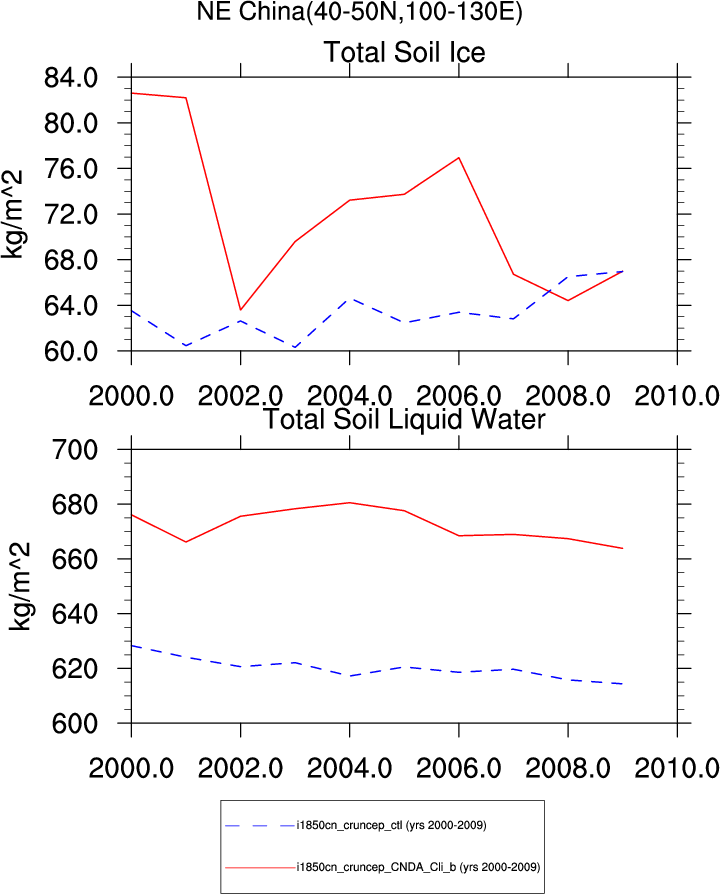 NE China(40-50N,100-130E)
Total Soil Ice
84.0
80.0
76.0
72.0
68.0
64.0
60.0
kg/m^2
2000.0 2002.0 2004.0 2006.0 2008.0 2010.0
Total Soil Liquid Water
700
680
660
640
620
600
kg/m^2
2000.0 2002.0 2004.0 2006.0 2008.0 2010.0
i1850cn_cruncep_ctl (yrs 2000-2009)
i1850cn_cruncep_CNDA_Cli_b (yrs 2000-2009)